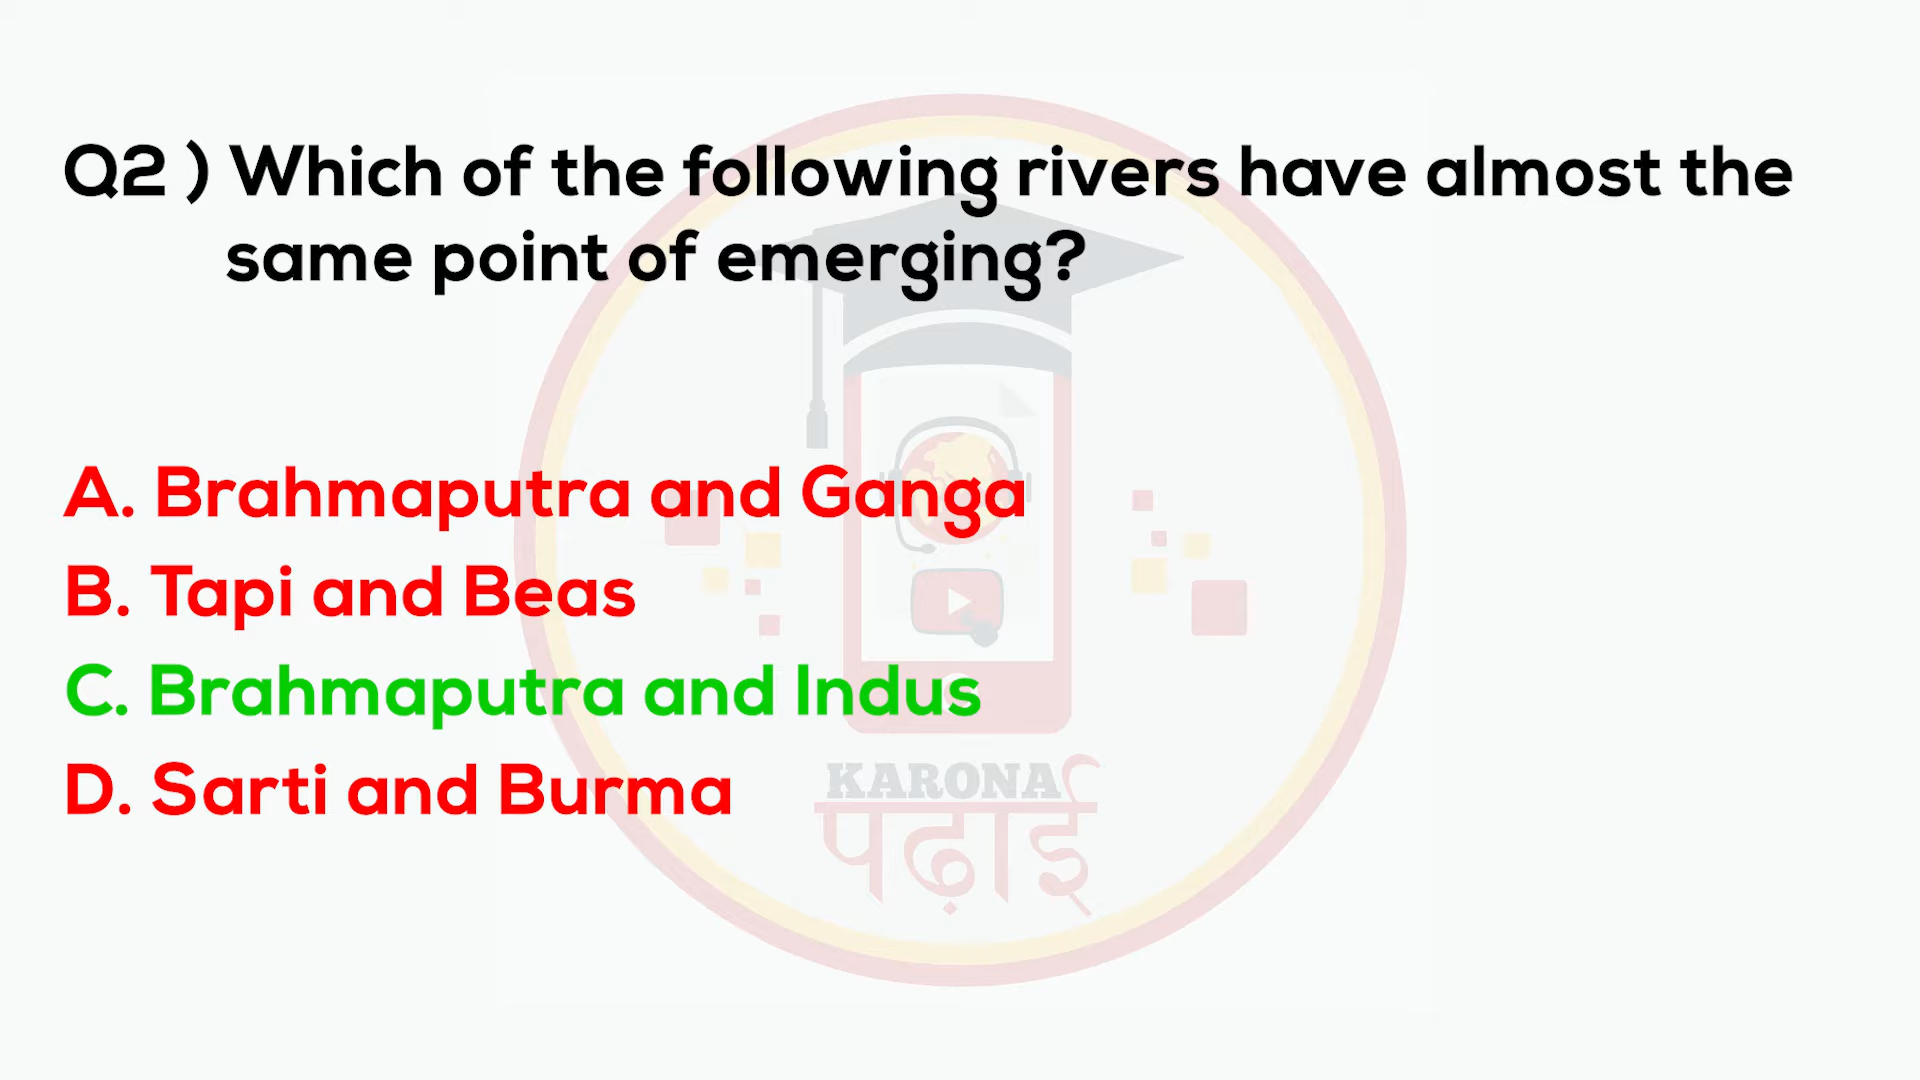 Q2 ) Which of the following rivers have almost the
same point of emerging?
A. Brahmaputra and Ganga
B. Tapi and Beas
C. Brahmaputra and Indus
D. Sarti and Burma
KARONA
पढ़ाई